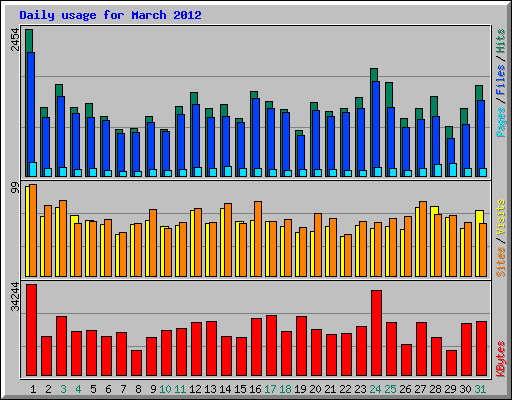 Daily usage for March 2012
2454
Pages / Files / Hits
99
Sites / Visits
34244
KBytes
1 2 3 4 5 6 7 8 9 10 11 12 13 14 15 16 17 18 19 20 21 22 23 24 25 26 27 28 29 30 31